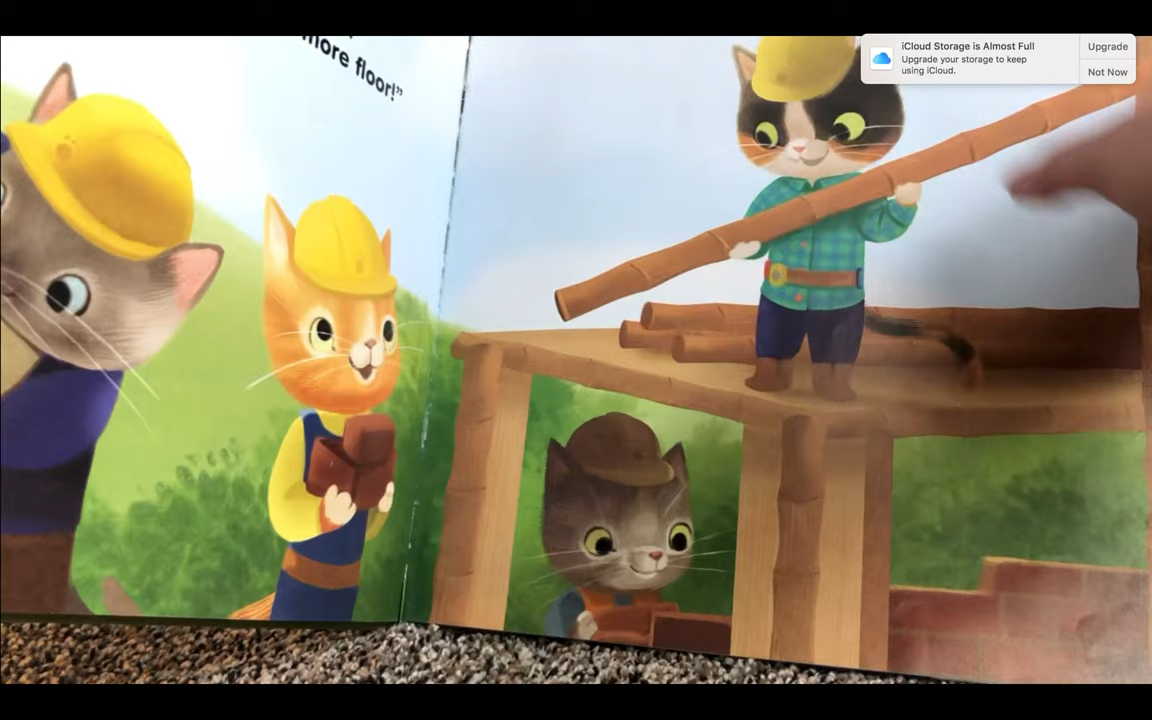 more floor!”
iCloud Storage is Almost Full
Upgrade your storage to keep
using iCloud.
Upgrade
Not Now